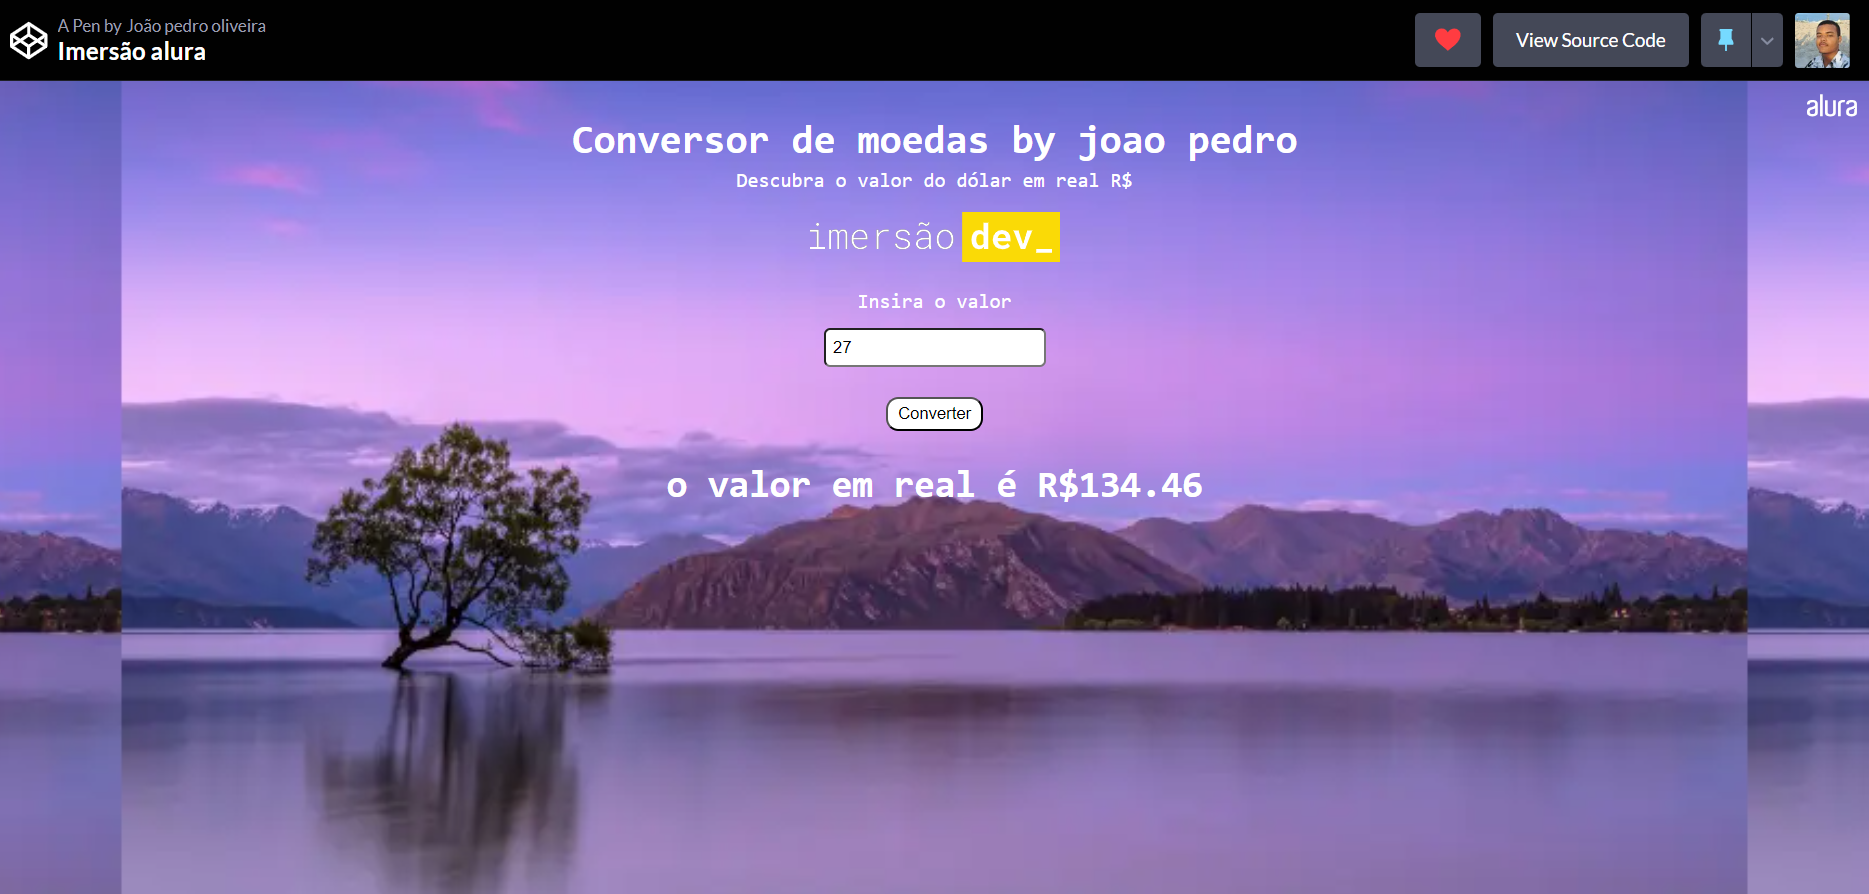 A Pen by João pedro oliveira
Imersão alura
View Source Code
alura
Conversor de moedas by joao pedro
Descubra o valor do dólar em real R$
imersão dev_
Insira o valor
27
Converter
o valor em real é R$134.46